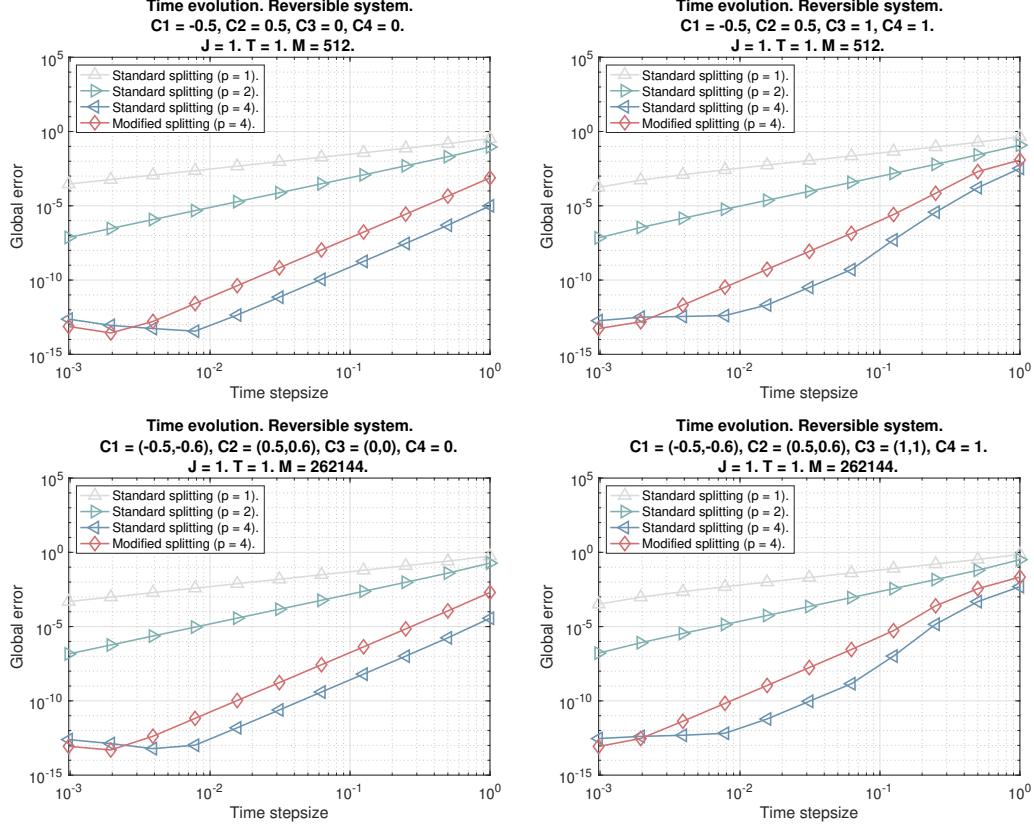 Time evolution. Reversible system.
C1 = -0.5, C2 = 0.5, C3 = 0, C4 = 0.
J = 1. T = 1. M = 512.
10^5
10^0
10^-5
10^-10
10^-15
Global error
Standard splitting (p = 1).
Standard splitting (p = 2).
Standard splitting (p = 4).
Modified splitting (p = 4).
10^-3
10^-2
10^-1
10^0
Time stepsize
Time evolution. Reversible system.
C1 = -0.5, C2 = 0.5, C3 = 1, C4 = 1.
J = 1. T = 1. M = 512.
10^5
10^0
10^-5
10^-10
10^-15
Global error
Standard splitting (p = 1).
Standard splitting (p = 2).
Standard splitting (p = 4).
Modified splitting (p = 4).
10^-3
10^-2
10^-1
10^0
Time stepsize
Time evolution. Reversible system.
C1 = (-0.5,-0.6), C2 = (0.5,0.6), C3 = (0,0), C4 = 0.
J = 1. T = 1. M = 262144.
10^5
10^0
10^-5
10^-10
10^-15
Global error
Standard splitting (p = 1).
Standard splitting (p = 2).
Standard splitting (p = 4).
Modified splitting (p = 4).
10^-3
10^-2
10^-1
10^0
Time stepsize
Time evolution. Reversible system.
C1 = (-0.5,-0.6), C2 = (0.5,0.6), C3 = (1,1), C4 = 1.
J = 1. T = 1. M = 262144.
10^5
10^0
10^-5
10^-10
10^-15
Global error
Standard splitting (p = 1).
Standard splitting (p = 2).
Standard splitting (p = 4).
Modified splitting (p = 4).
10^-3
10^-2
10^-1
10^0
Time stepsize